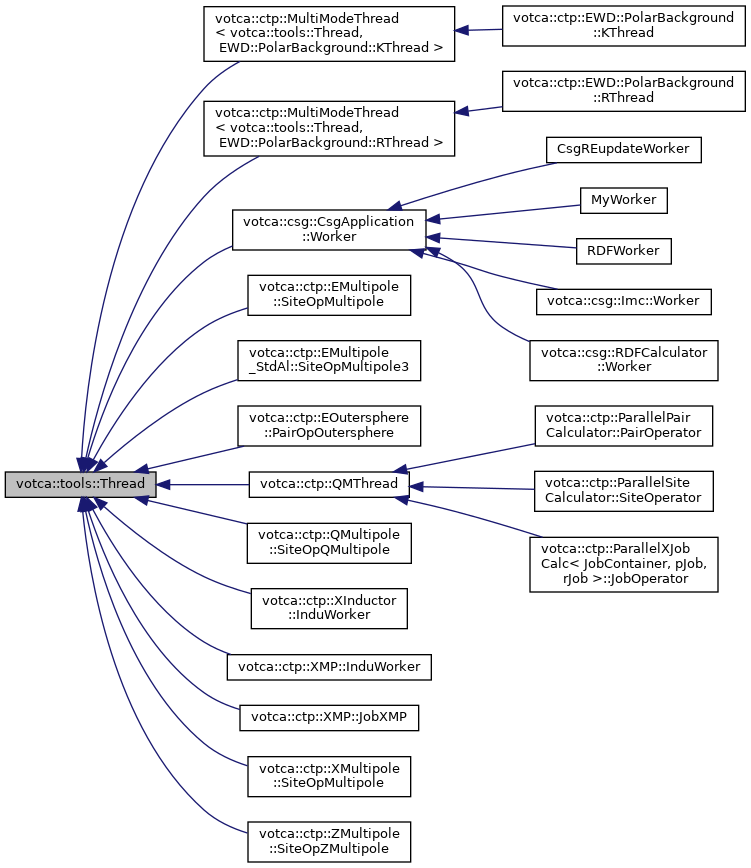 votca::ctp::MultiModeThread
< votca::tools::Thread,
EWD::PolarBackground::KThread >
votca::ctp::EWD::PolarBackground
::KThread
votca::ctp::MultiModeThread
< votca::tools::Thread,
EWD::PolarBackground::RThread >
votca::ctp::EWD::PolarBackground
::RThread
CsgREupdateWorker
MyWorker
votca::csg::CsgApplication
::Worker
RDFWorker
votca::csg::Imc::Worker
votca::csg::RDFCalculator
::Worker
votca::ctp::EMultipole
::SiteOpMultipole
votca::ctp::EMultipole
_StdAl::SiteOpMultipole3
votca::ctp::EOutersphere
::PairOpOutersphere
votca::ctp::ParallelPair
Calculator::PairOperator
votca::tools::Thread
votca::ctp::QMThread
votca::ctp::ParallelSite
Calculator::SiteOperator
votca::ctp::QMultipole
::SiteOpQMultipole
votca::ctp::ParallelXJob
Calc< JobContainer, pJob,
rJob >::JobOperator
votca::ctp::XInductor
::InduWorker
votca::ctp::XMP::InduWorker
votca::ctp::XMP::JobXMP
votca::ctp::XMultipole
::SiteOpMultipole
votca::ctp::ZMultipole
::SiteOpZMultipole